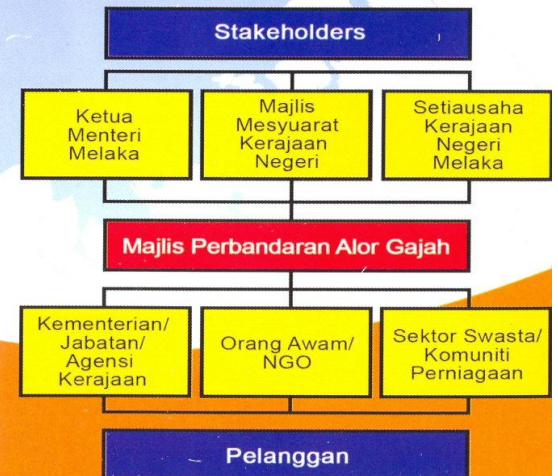 Stakeholders
Ketua
Menteri
Melaka
Majlis
Mesyuarat
Kerajaan
Negeri
Setiausaha
Kerajaan
Negeri
Melaka
Majlis Perbandaran Alor Gajah
Kementerian/
Jabatan/
Agensi
Kerajaan
Orang Awam/
NGO
Sektor Swasta/
Komuniti
Perniagaan
Pelanggan